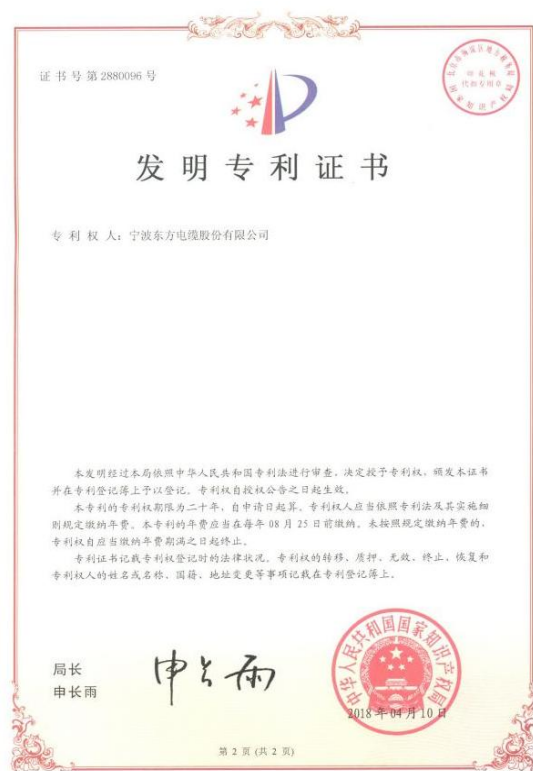 证书号第2880096号
发明专利证书
专 利 权 人：宁波东方电缆股份有限公司
本发明经过本局依照中华人民共和国专利法进行审查，决定授予专利权，颁发本证书
并在专利登记簿上予以登记。专利权自授权公告之日起生效。
本专利的专利权期限为二十年，自申请日起算。专利权人应当依照专利法及其实施细
则规定缴纳年费。本专利的年费应当在每年 08 月 25 日前缴纳。未按照规定缴纳年费的，
专利权自应当缴纳年费期满之日起终止。
专利证书记载专利权登记时的法律状况。专利权的转移、质押、无效、终止、恢复和
专利权人的姓名或名称、国籍、地址变更等事项记载在专利登记簿上。
局长
申长雨
申长雨
中华人民共和国国家知识产权局
2018年04月10日
第 2 页 (共 2 页)